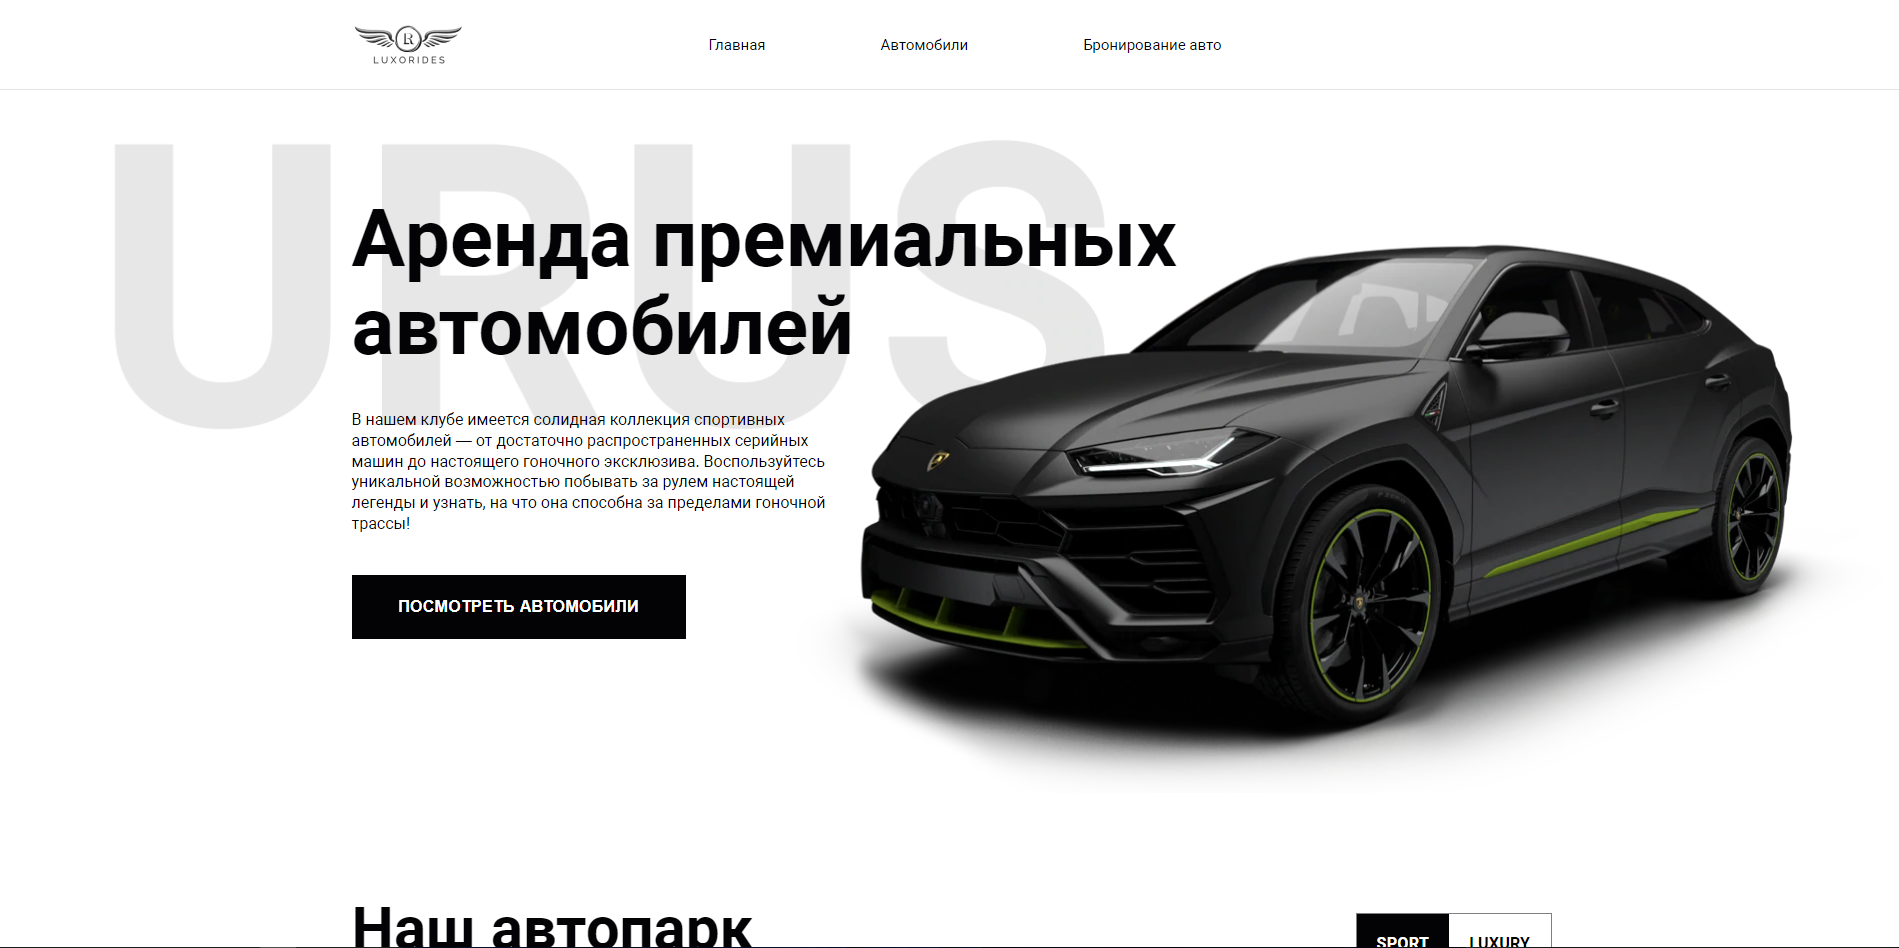 LUXORIDES
Главная
Автомобили
Бронирование авто
URUS
Аренда премиальных
автомобилей
В нашем клубе имеется солидная коллекция спортивных
автомобилей — от достаточно распространенных серийных
машин до настоящего гоночного эксклюзива. Воспользуйтесь
уникальной возможностью побывать за рулем настоящей
легенды и узнать, на что она способна за пределами гоночной
трассы!
ПОСМОТРЕТЬ АВТОМОБИЛИ
Наш автопарк
SPORT
LUXURY